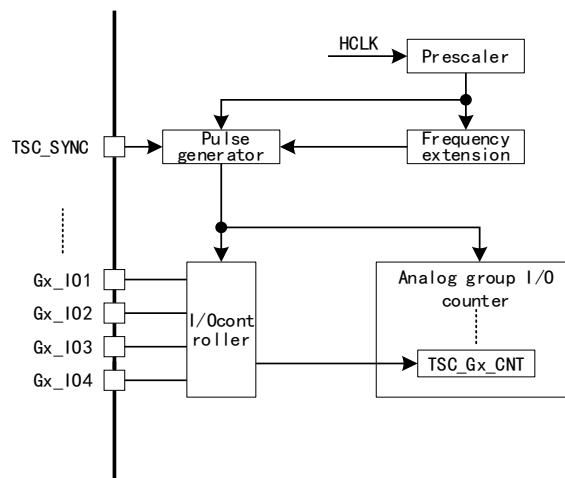 HCLK
Prescaler
TSC_SYNC
Pulse
generator
Frequency
extension
Gx_IO1
Gx_IO2
Gx_IO3
Gx_IO4
I/Ocont
roller
Analog group I/O
counter
TSC_Gx_CNT